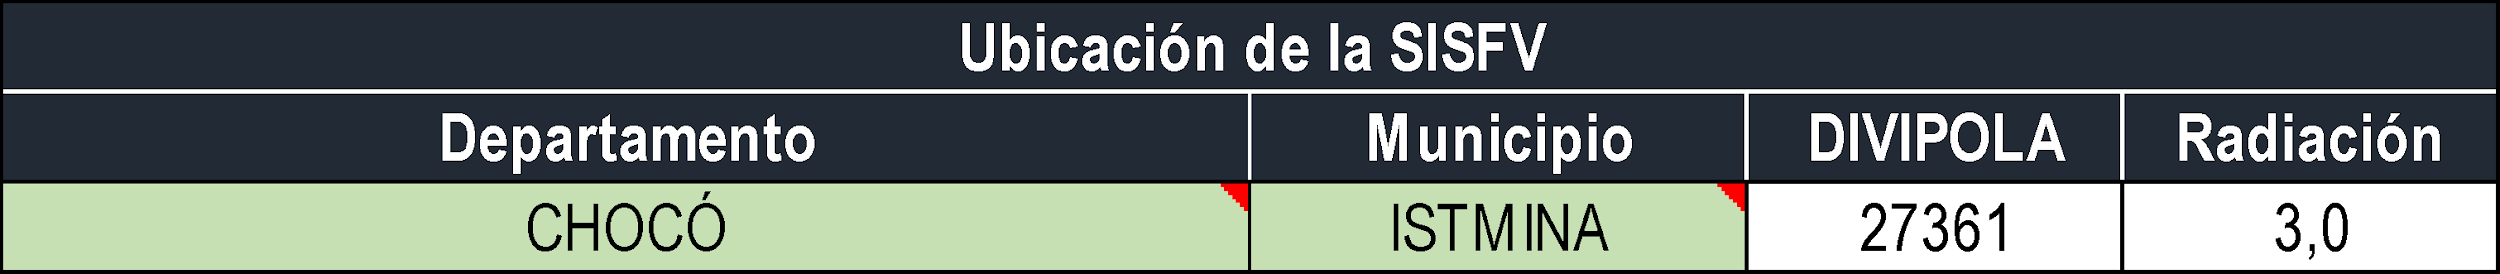 Ubicación de la SISFV
Departamento Municipio DIVIPOLA Radiación
CHOCÓ ISTMINA 27361 3,0